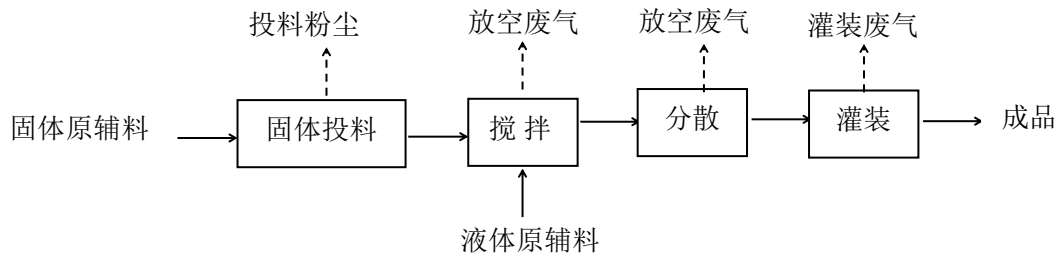 投料粉尘
放空废气
放空废气
灌装废气
固体原辅料
固体投料
搅 拌
分散
灌装
成品
液体原辅料